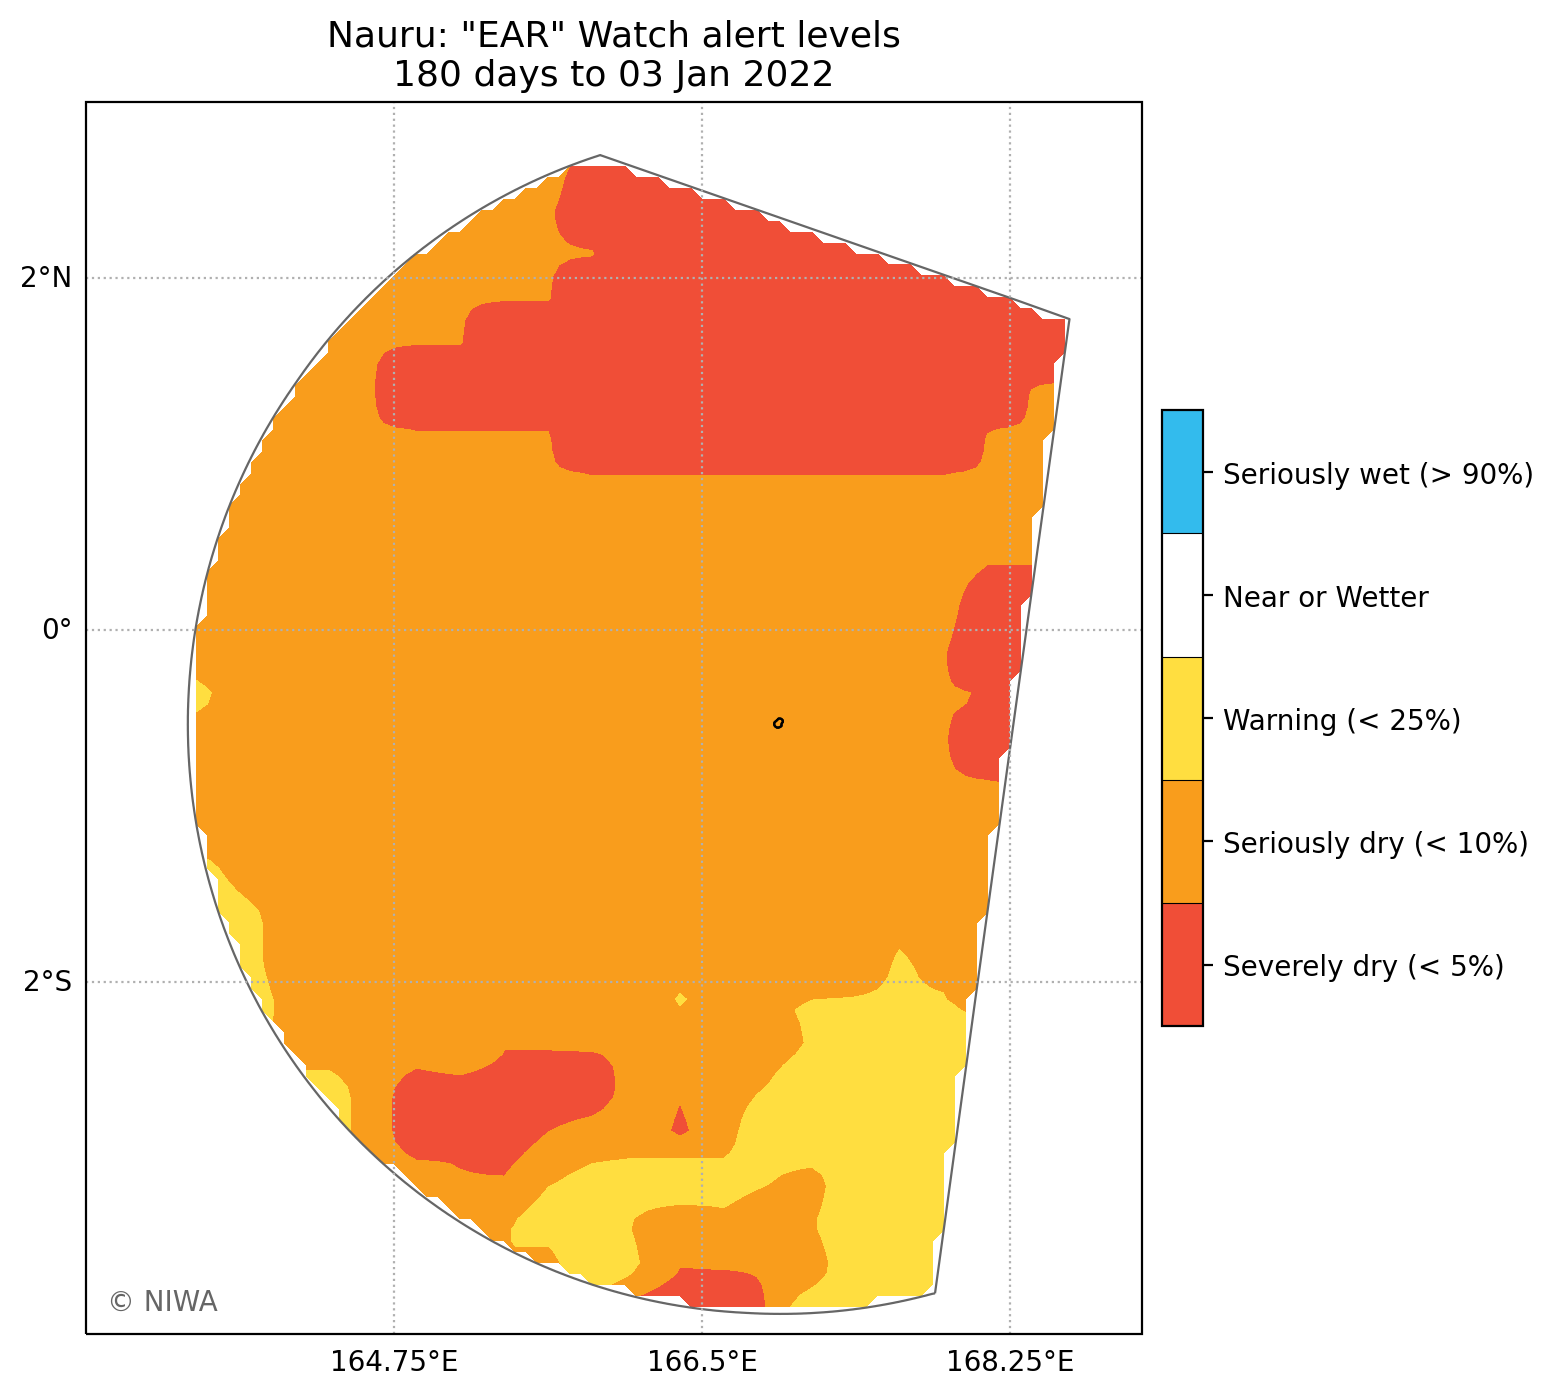 Nauru: "EAR" Watch alert levels
180 days to 03 Jan 2022
2°N
0°
2°S
164.75°E
166.5°E
168.25°E
© NIWA
Seriously wet (> 90%)
Near or Wetter
Warning (< 25%)
Seriously dry (< 10%)
Severely dry (< 5%)